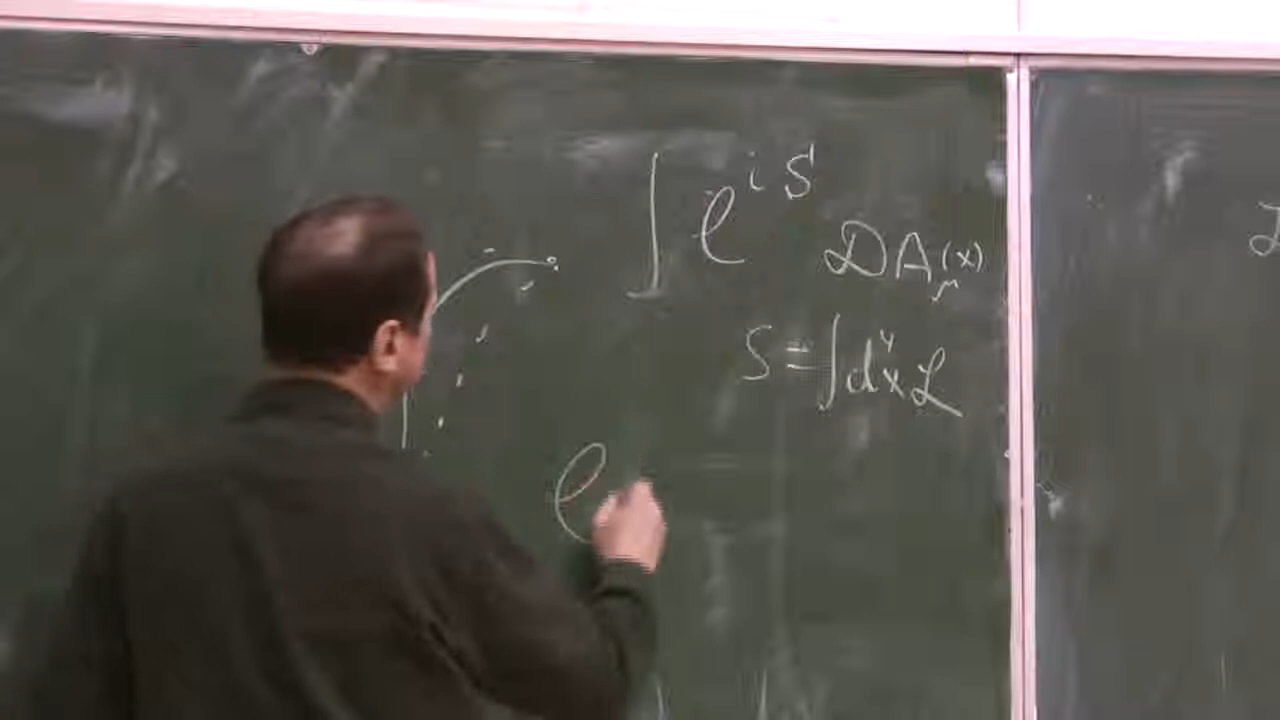 ∫ e^{iS} 𝒟A_μ(x)
S = ∫d⁴x ℒ
e